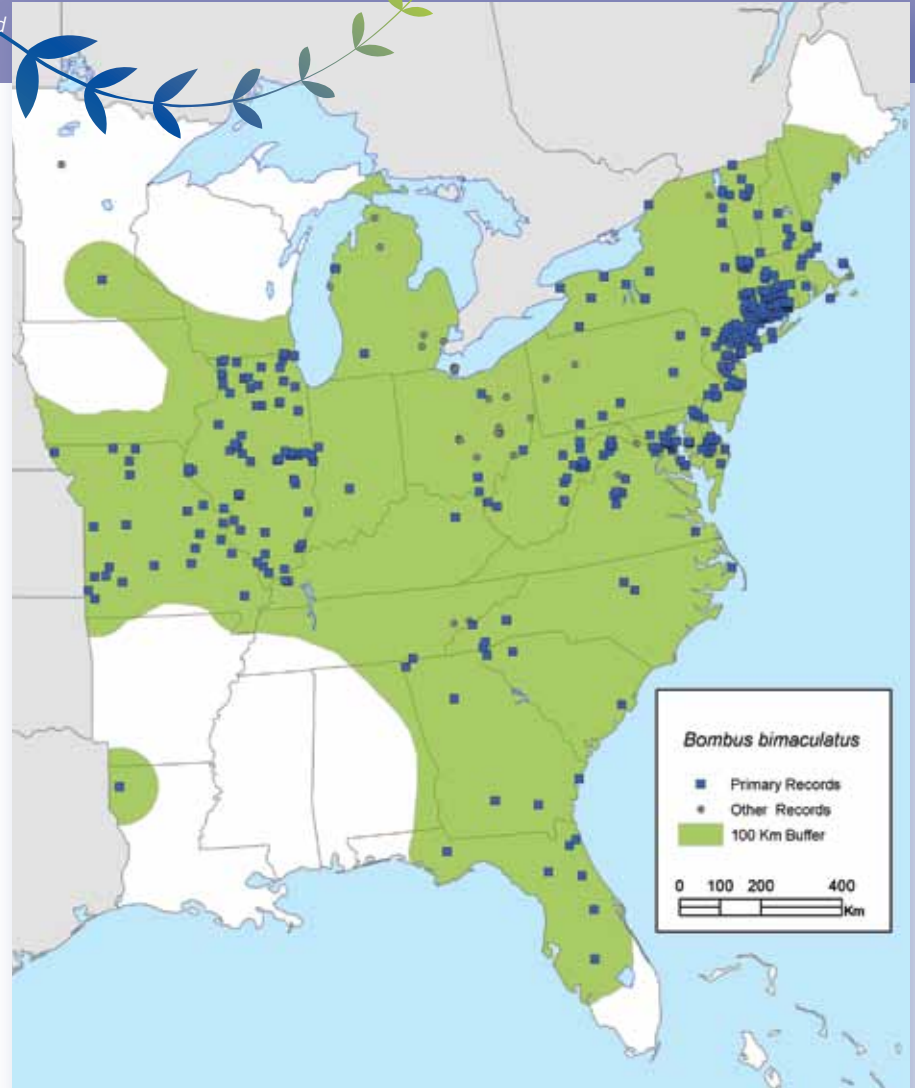 Bombus bimaculatus
Primary Records
Other Records
100 Km Buffer
0 100 200 400
Km